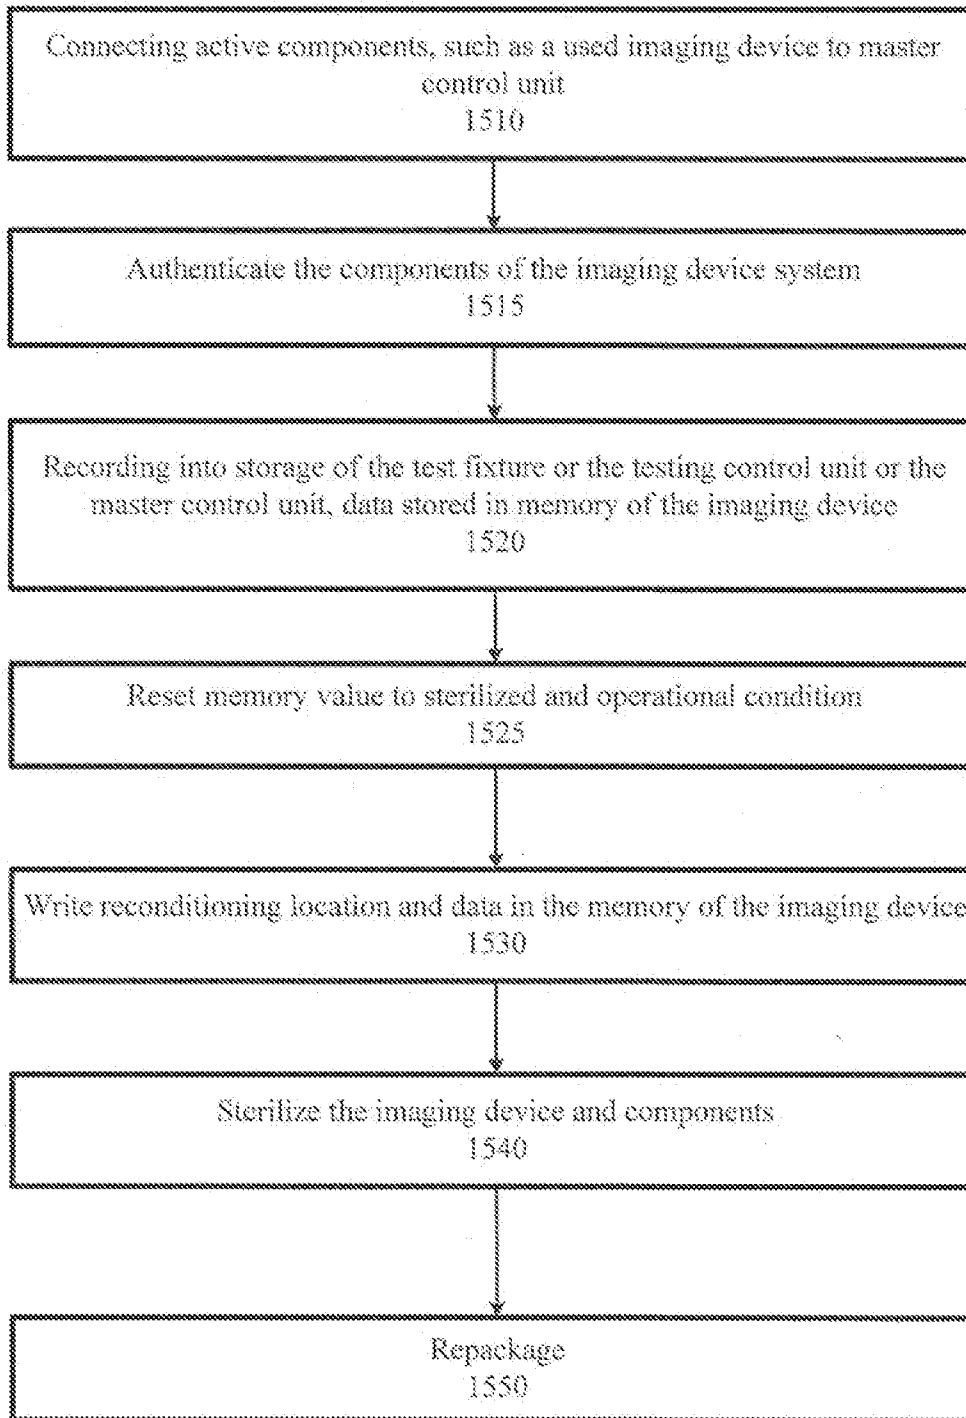 Connecting active components, such as a used imaging device to master
control unit
1510
Authenticate the components of the imaging device system
1515
Recording into storage of the test fixture or the testing control unit or the
master control unit, data stored in memory of the imaging device
1520
Reset memory value to sterilized and operational condition
1525
Write reconditioning location and data in the memory of the imaging device
1530
Sterilize the imaging device and components
1540
Repackage
1550